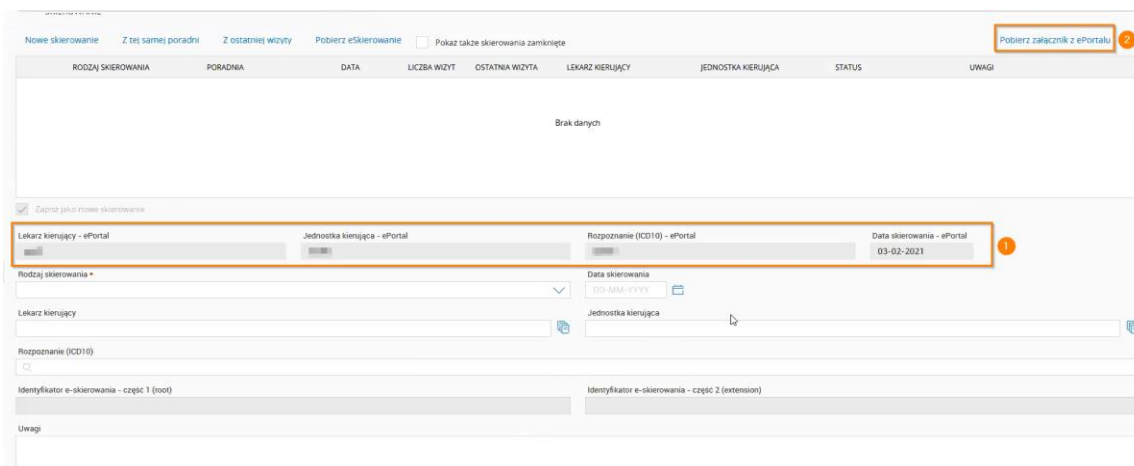 Nowe skierowanie Z tej samej poradni Z ostatniej wizyty Pobierz eSkierowanie Pokaż także skierowania zamknięte Pobierz załącznik z ePortalu 2
RODZAJ SKIEROWANIA PORADNIA DATA LICZBA WIZYT OSTATNIA WIZYTA LEKARZ KIERUJĄCY JEDNOSTKA KIERUJĄCA STATUS UWAGI
Brak danych
Zapisz jako nowe skierowanie
Lekarz kierujący - ePortal Jednostka kierująca - ePortal Rozpoznanie (ICD10) - ePortal Data skierowania - ePortal
03-02-2021 1
Rodzaj skierowania • Data skierowania
DD-MM-YYYY
Lekarz kierujący Jednostka kierująca
Rozpoznanie (ICD10)
Identyfikator e-skierowania - część 1 (root) Identyfikator e-skierowania - część 2 (extension)
Uwagi